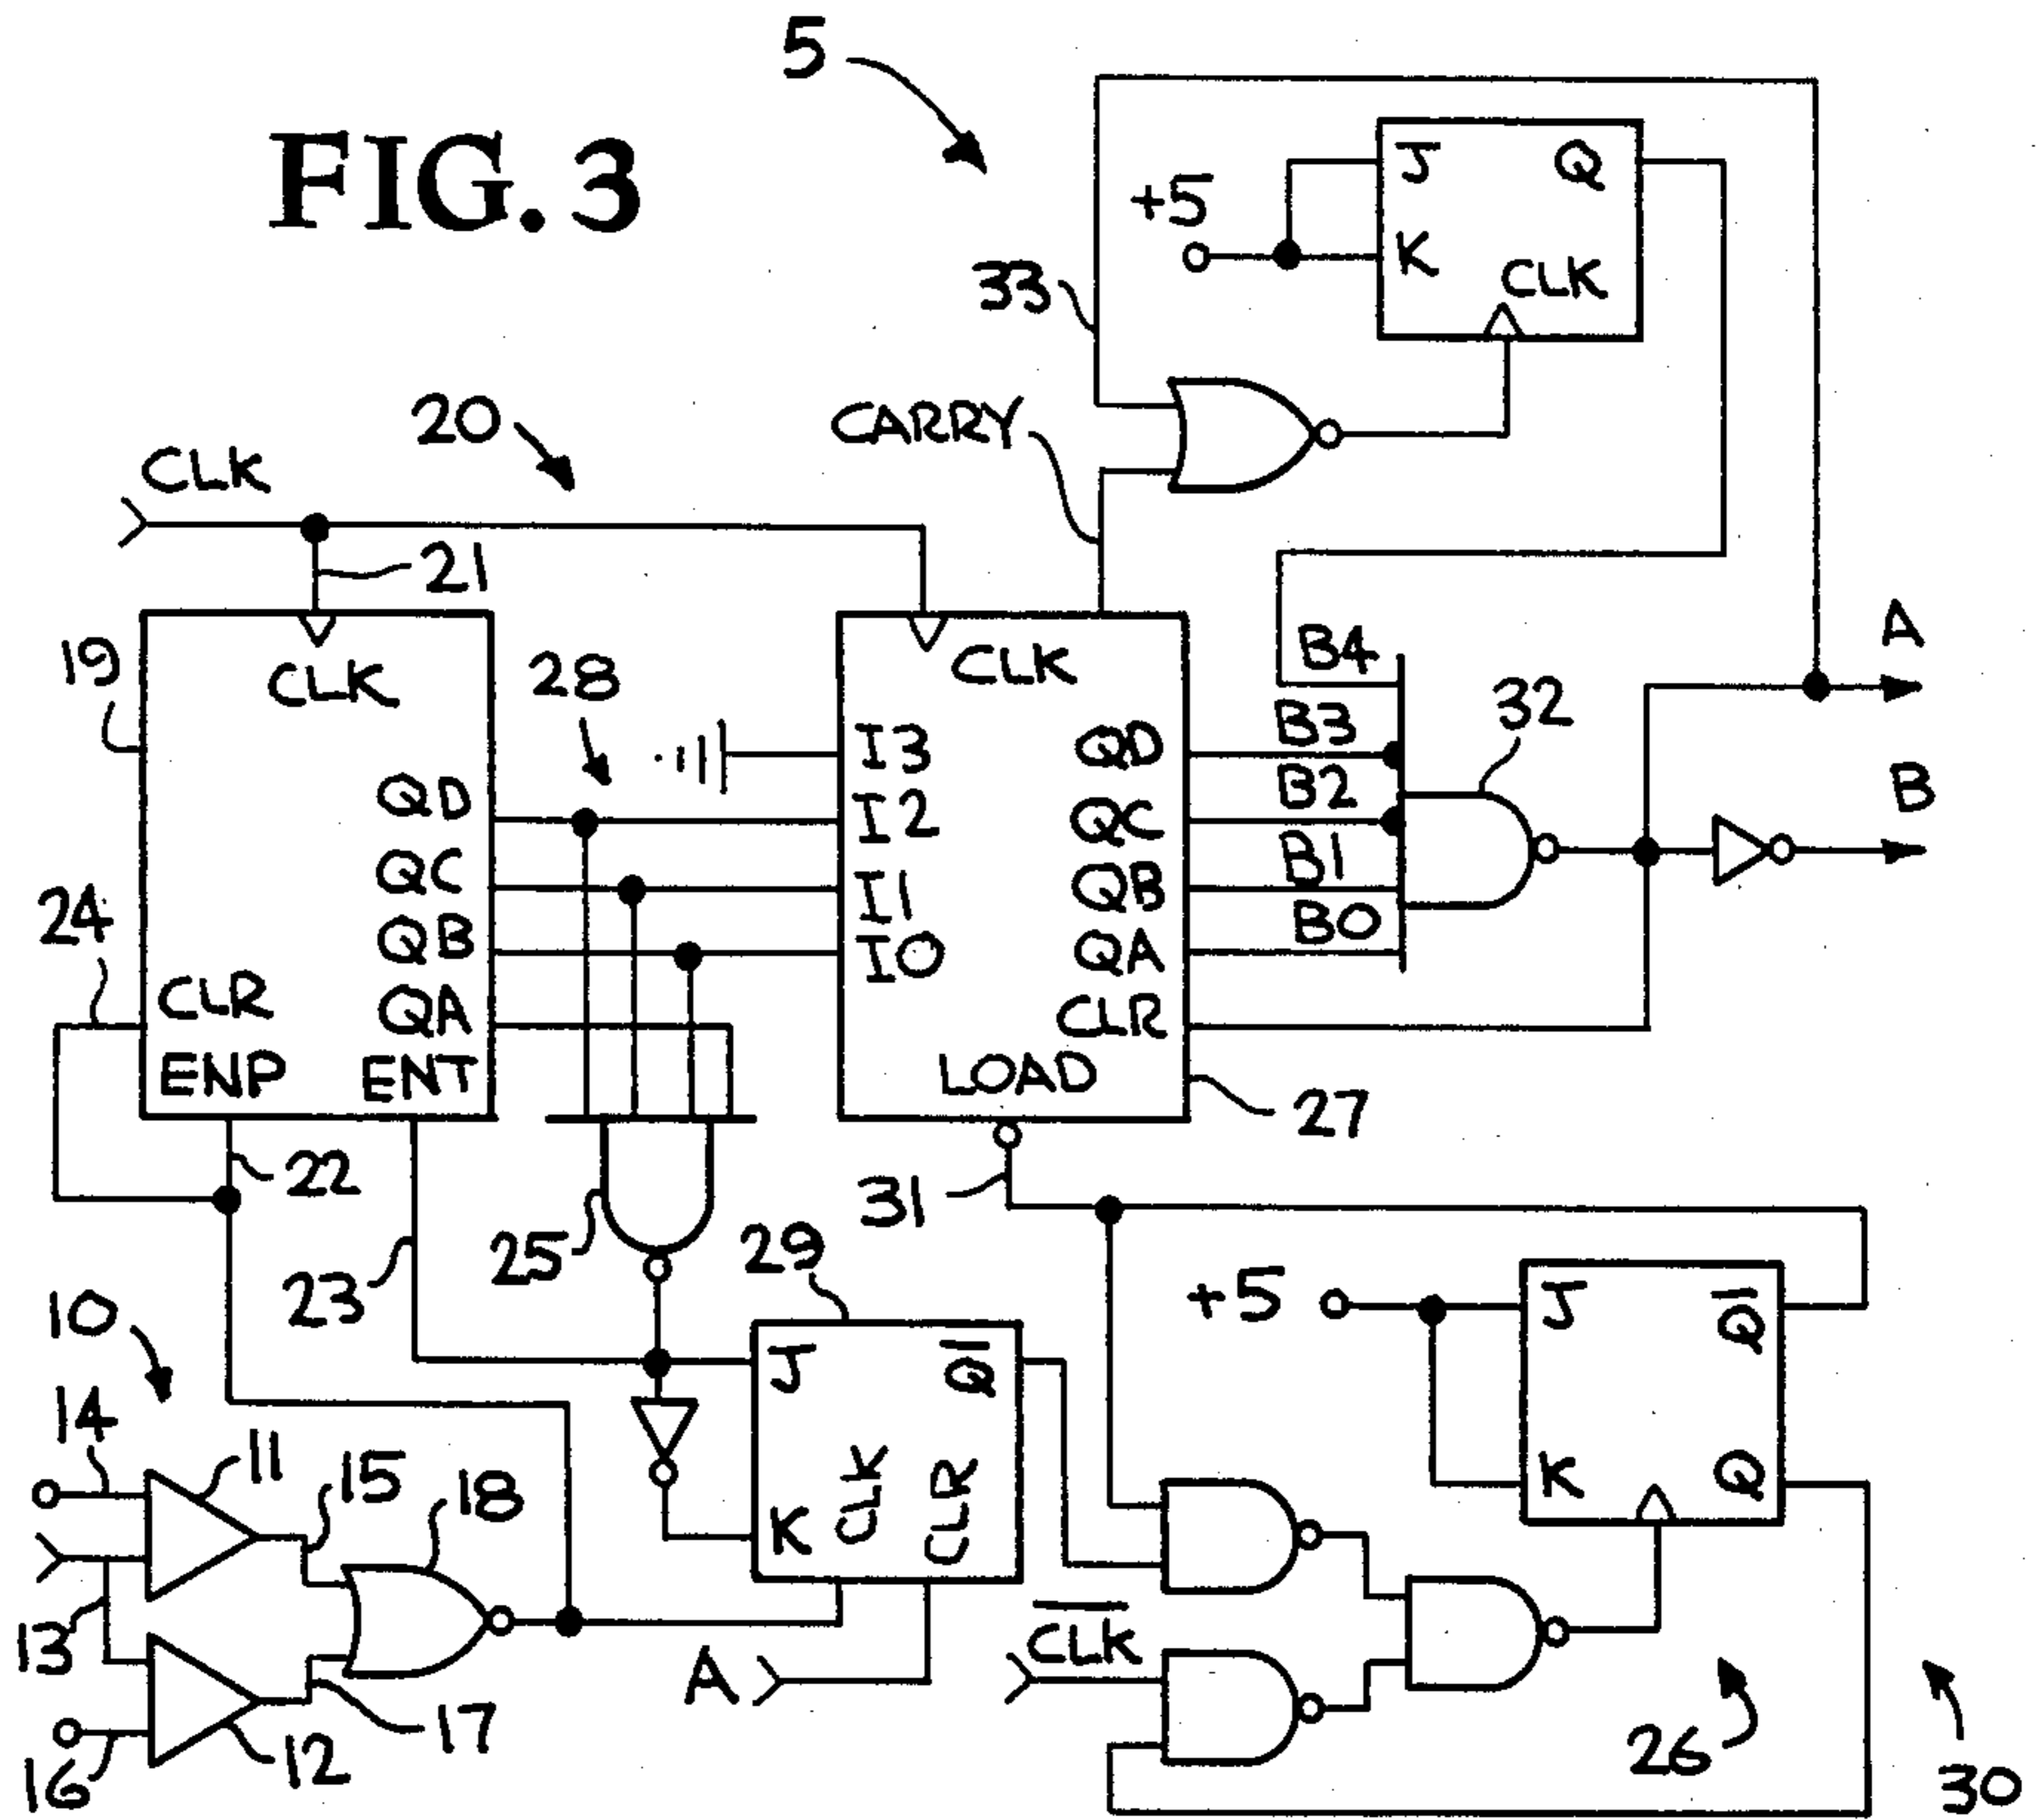 5
FIG. 3
J
Q
+5
K
CLK
33
20
CARRY
CLK
21
B4
A
19
CLK
28
CLK
B3
32
I3
QD
B2
B
QD
I2
QC
B1
QC
I1
QB
B0
24
QB
I0
QA
CLR
QA
CLR
ENP
ENT
LOAD
27
22
31
25
29
23
+5
J
Q̅
10
J
Q̅
14
11
15
18
K
CLK
CLR
K
Q
13
A
C̅L̅K̅
17
12
26
16
30